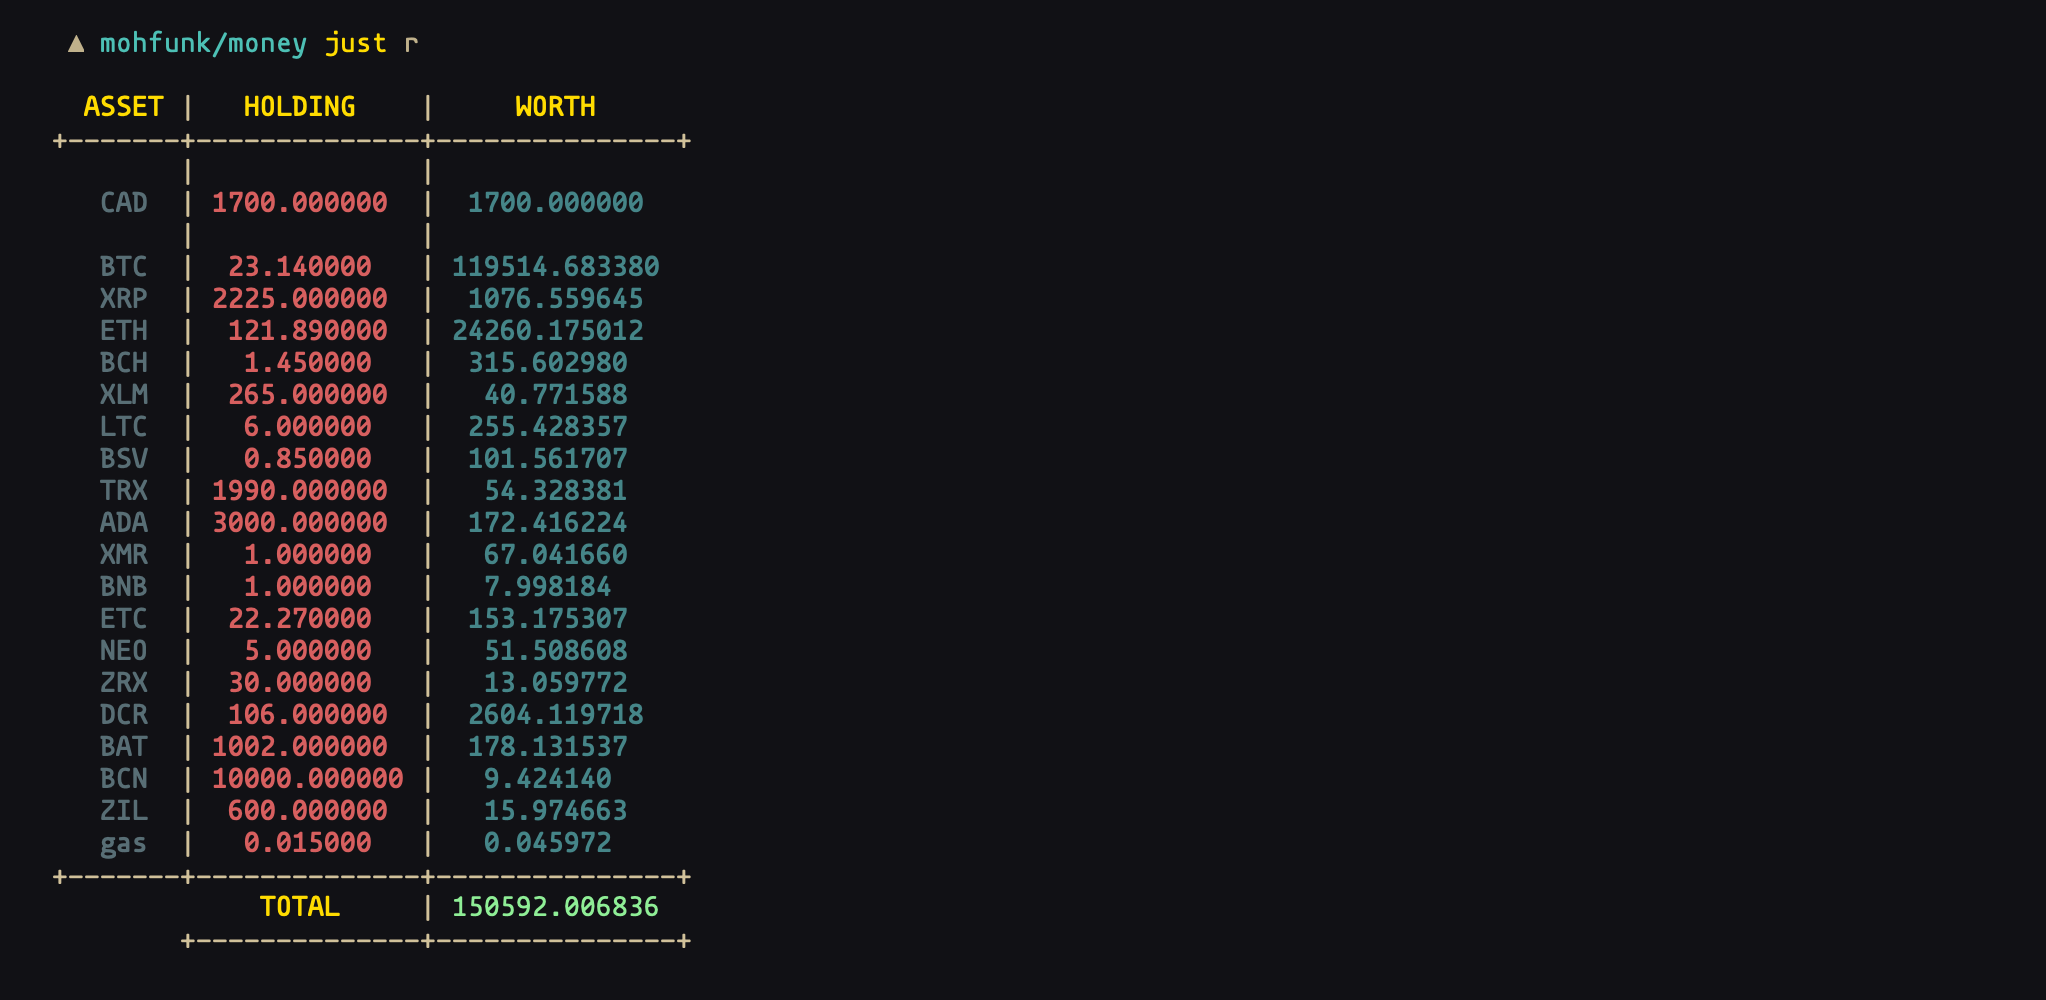 ▲ mohfunk/money just r
ASSET | HOLDING | WORTH
+-------+--------------+---------------+
| |
CAD | 1700.000000 | 1700.000000
| |
BTC | 23.140000 | 119514.683380
XRP | 2225.000000 | 1076.559645
ETH | 121.890000 | 24260.175012
BCH | 1.450000 | 315.602980
XLM | 265.000000 | 40.771588
LTC | 6.000000 | 255.428357
BSV | 0.850000 | 101.561707
TRX | 1990.000000 | 54.328381
ADA | 3000.000000 | 172.416224
XMR | 1.000000 | 67.041660
BNB | 1.000000 | 7.998184
ETC | 22.270000 | 153.175307
NEO | 5.000000 | 51.508608
ZRX | 30.000000 | 13.059772
DCR | 106.000000 | 2604.119718
BAT | 1002.000000 | 178.131537
BCN | 10000.000000 | 9.424140
ZIL | 600.000000 | 15.974663
gas | 0.015000 | 0.045972
+-------+--------------+---------------+
TOTAL | 150592.006836
+--------------+---------------+